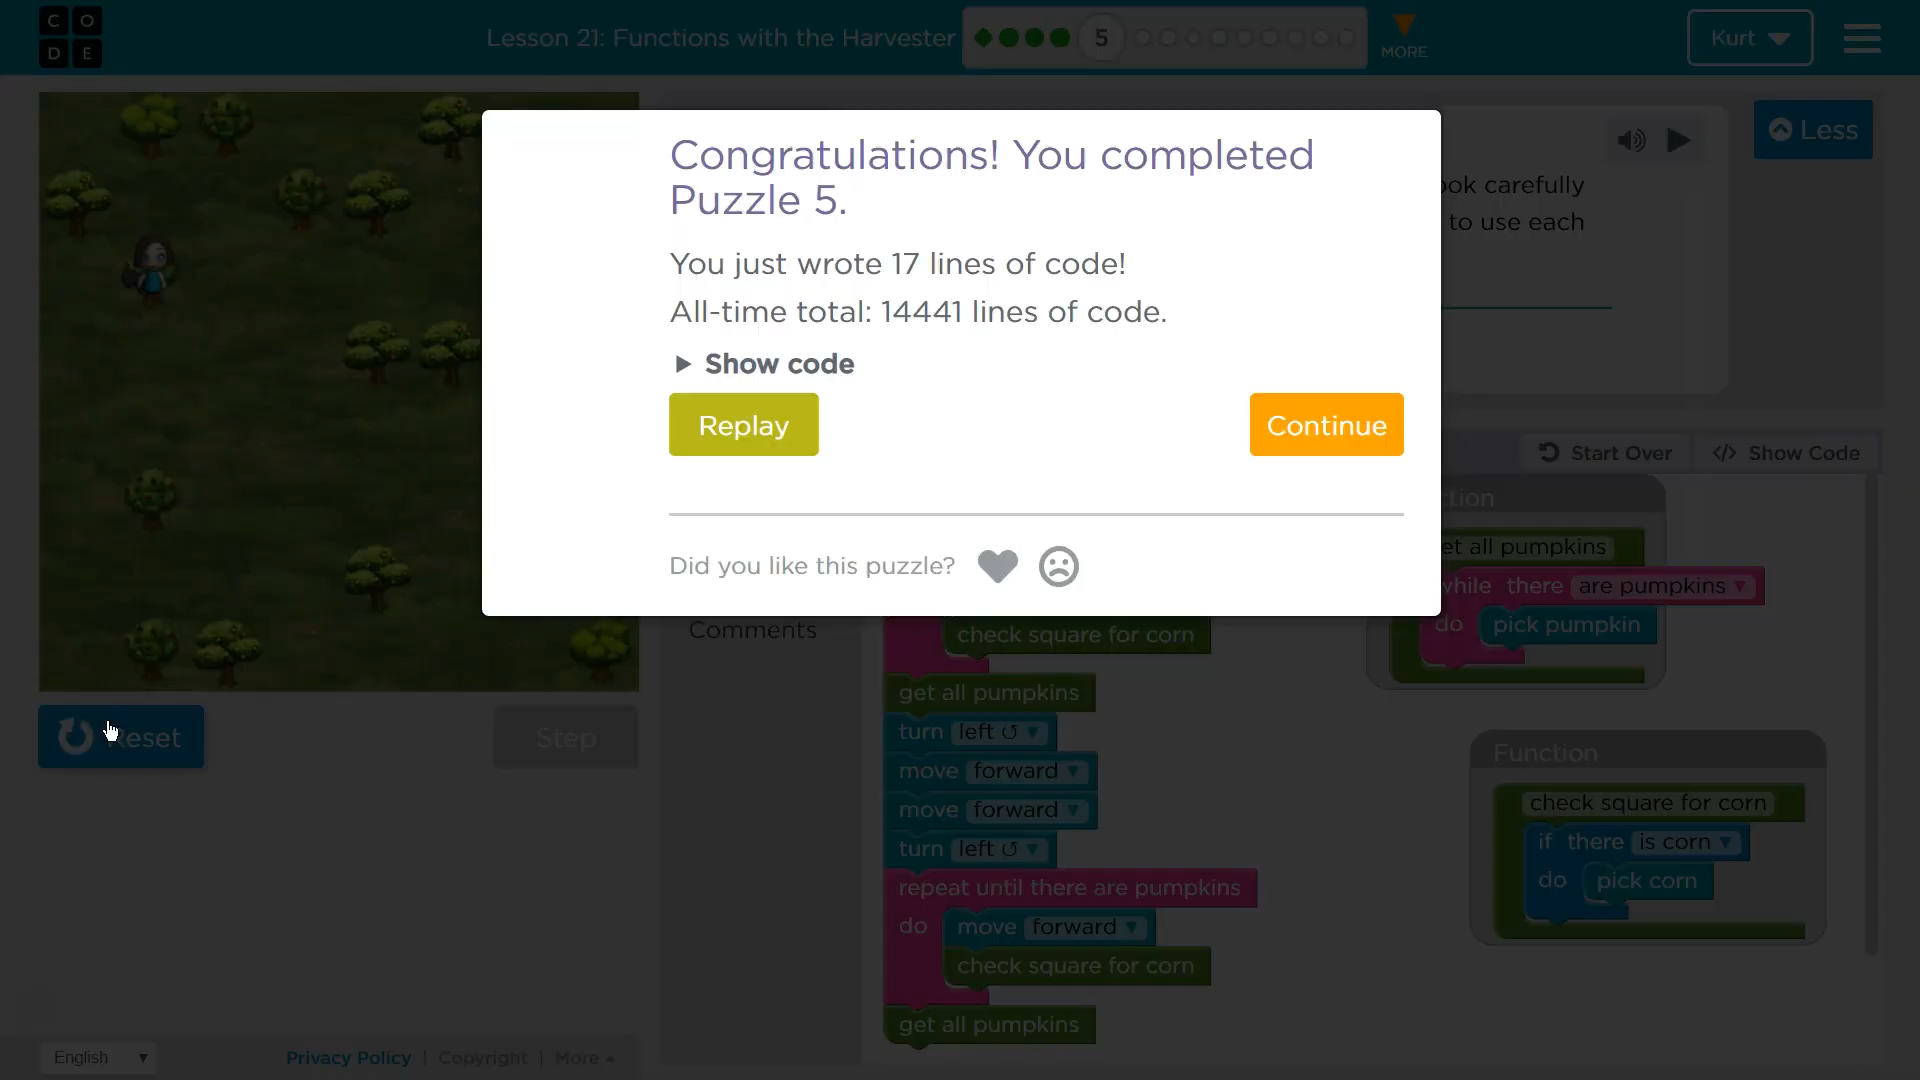 C O
D E
Lesson 21: Functions with the Harvester
5
MORE
Kurt
Less
Congratulations! You completed
Puzzle 5.
ook carefully
to use each
You just wrote 17 lines of code!
All-time total: 14441 lines of code.
Show code
Replay
Continue
Start Over
</> Show Code
Did you like this puzzle?
ction
et all pumpkins
while there are pumpkins
do pick pumpkin
Comments
check square for corn
get all pumpkins
turn left
move forward
move forward
turn left
repeat until there are pumpkins
do move forward
check square for corn
get all pumpkins
Function
check square for corn
if there is corn
do pick corn
Reset
Step
English
Privacy Policy | Copyright | More